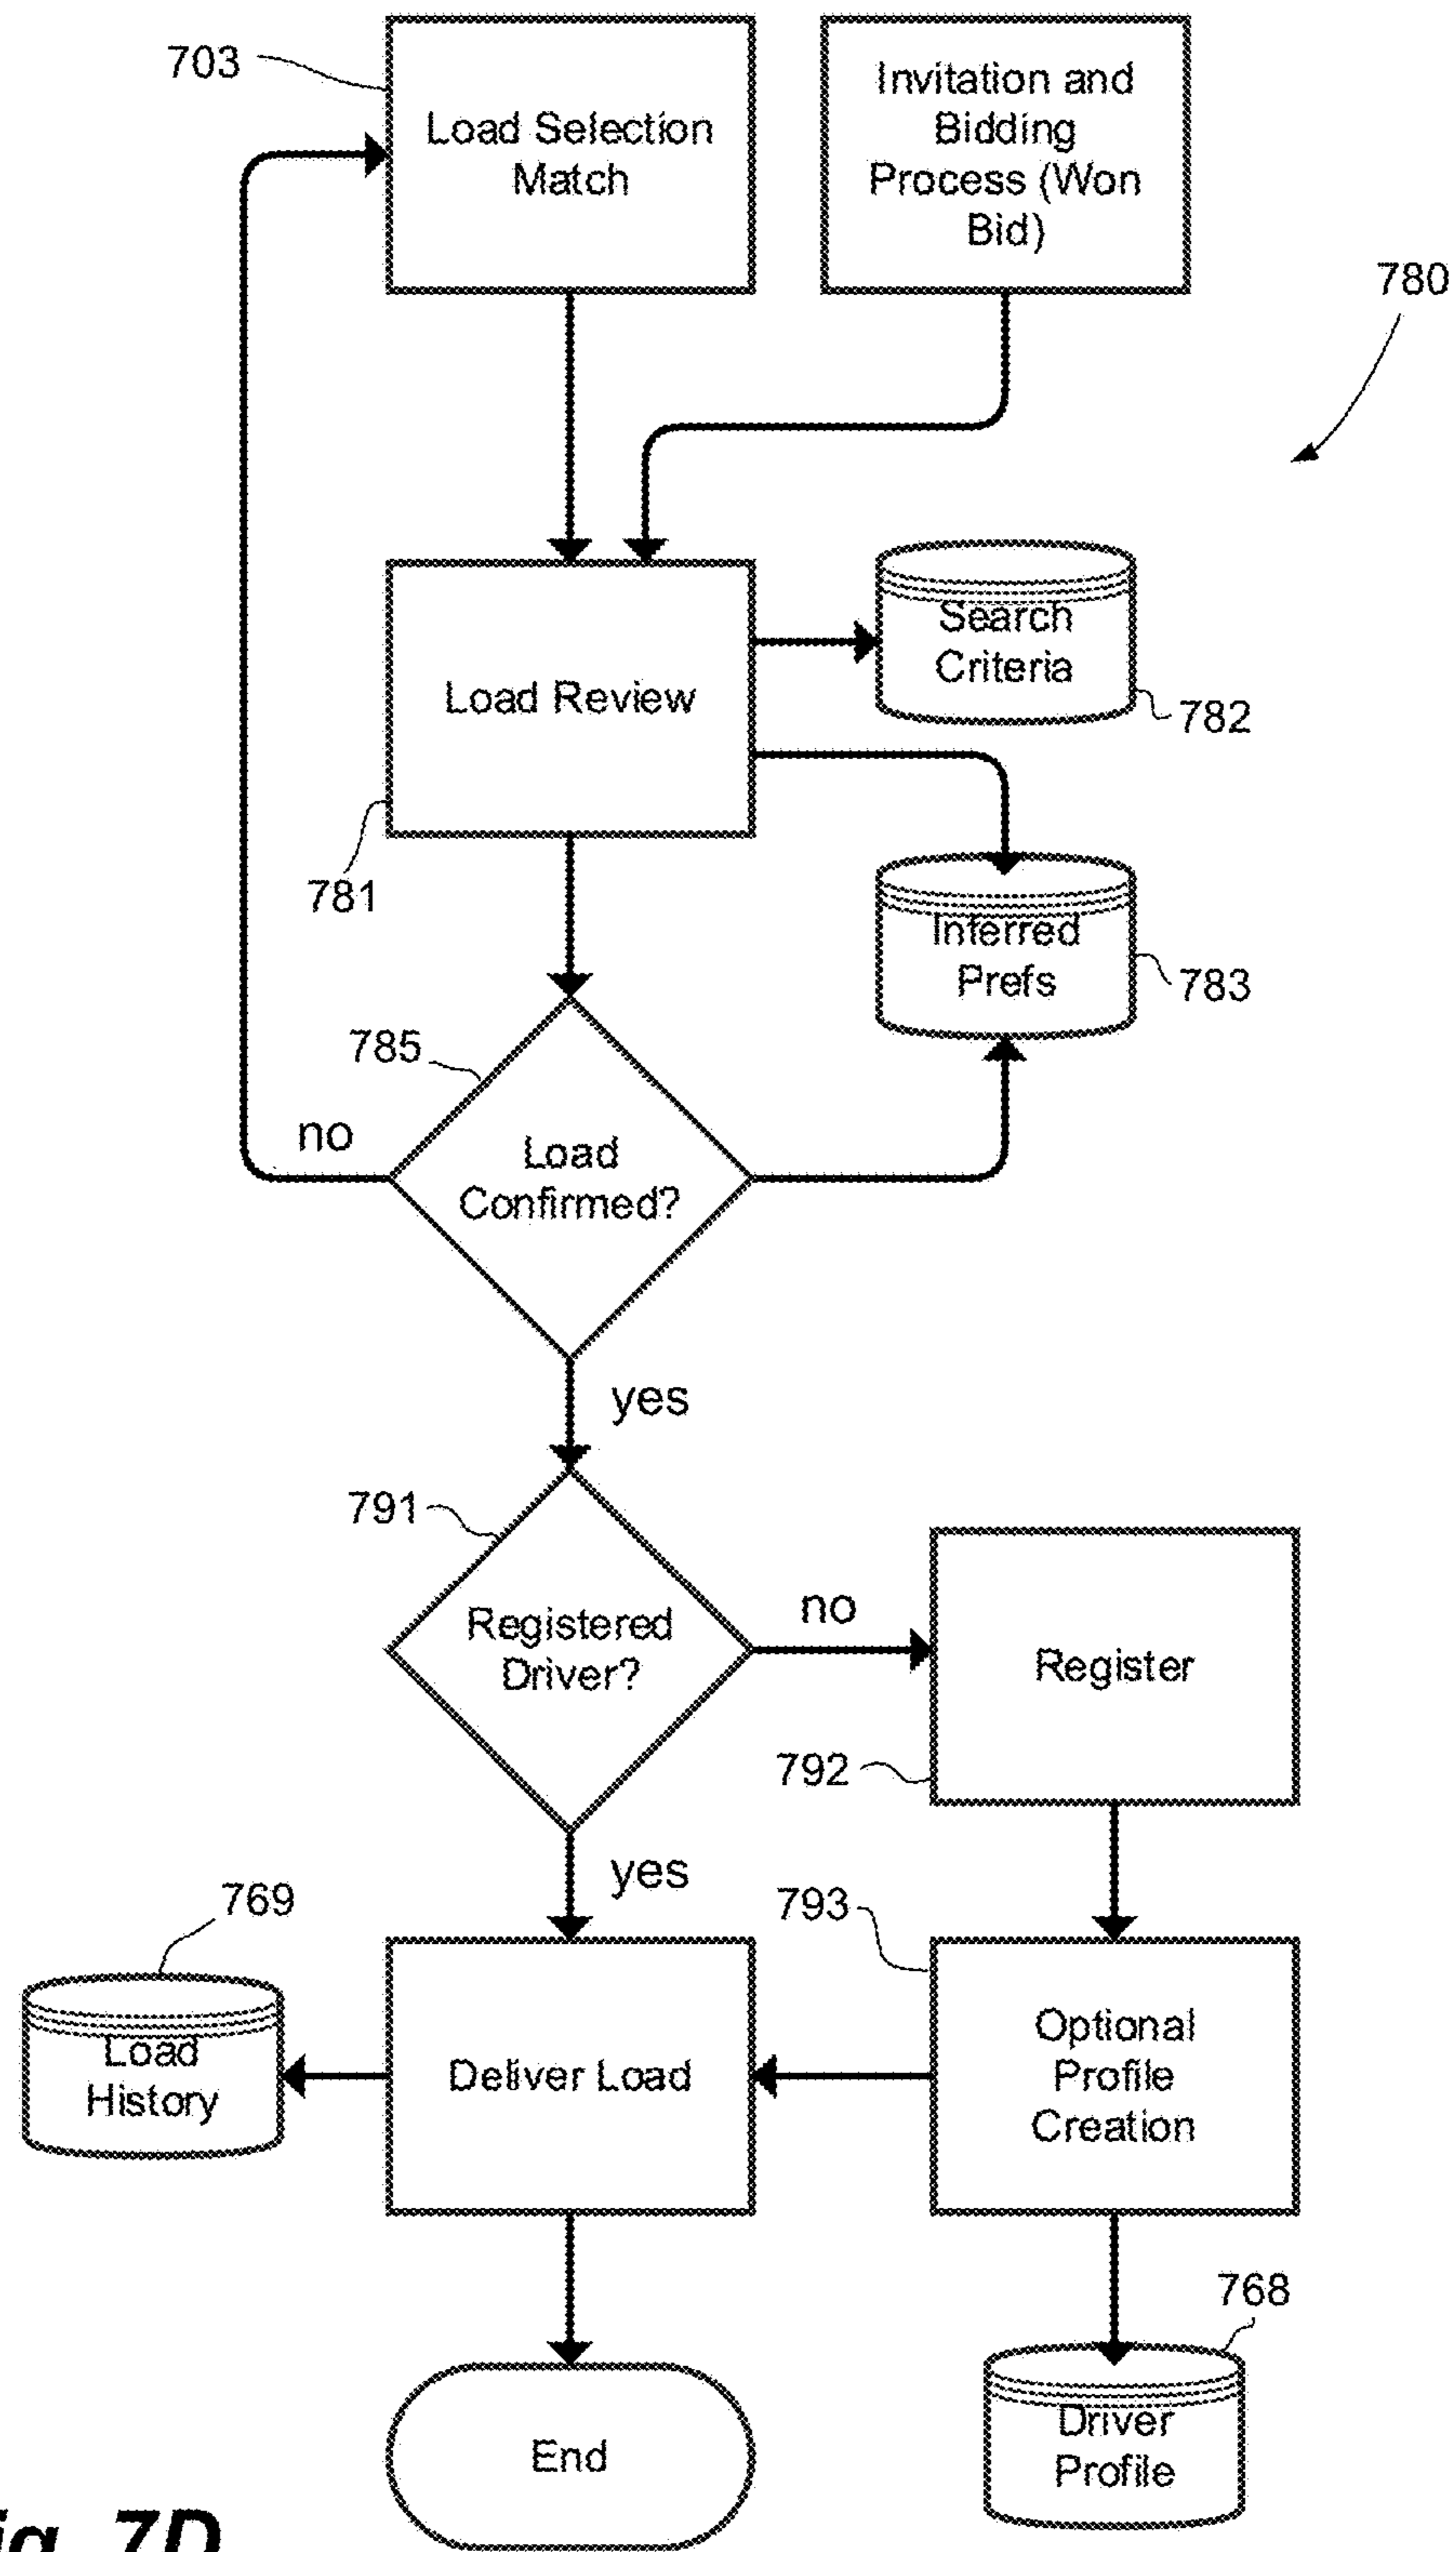 703
Load Selection
Match
Invitation and
Bidding
Process (Won
Bid)
780
Load Review
781
Search
Criteria
782
Inferred
Prefs
783
785
no
Load
Confirmed?
yes
791
Registered
Driver?
no
Register
792
yes
769
Load
History
Deliver Load
793
Optional
Profile
Creation
768
Driver
Profile
End
7D